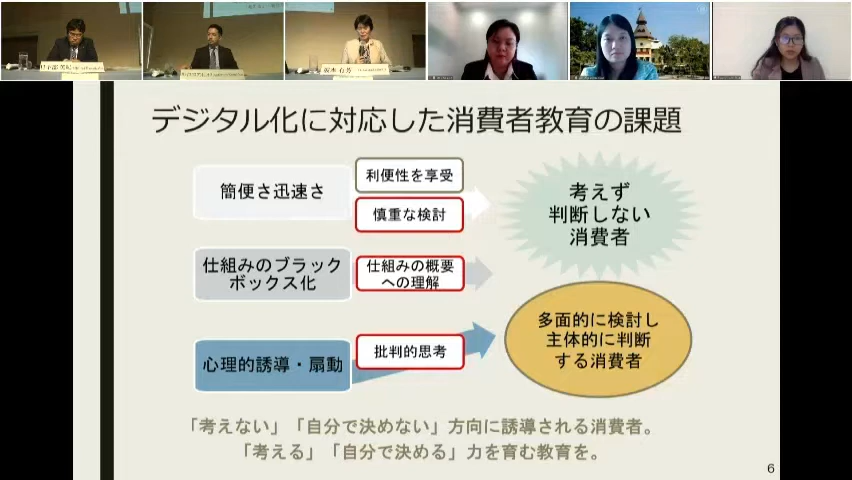 デジタル化に対応した消費者教育の課題
簡便さ迅速さ
利便性を享受
慎重な検討
考えず
判断しない
消費者
仕組みのブラック
ボックス化
仕組みの概要
への理解
心理的誘導・扇動
批判的思考
多面的に検討し
主体的に判断
する消費者
「考えない」「自分で決めない」方向に誘導される消費者。
「考える」「自分で決める」力を育む教育を。
6